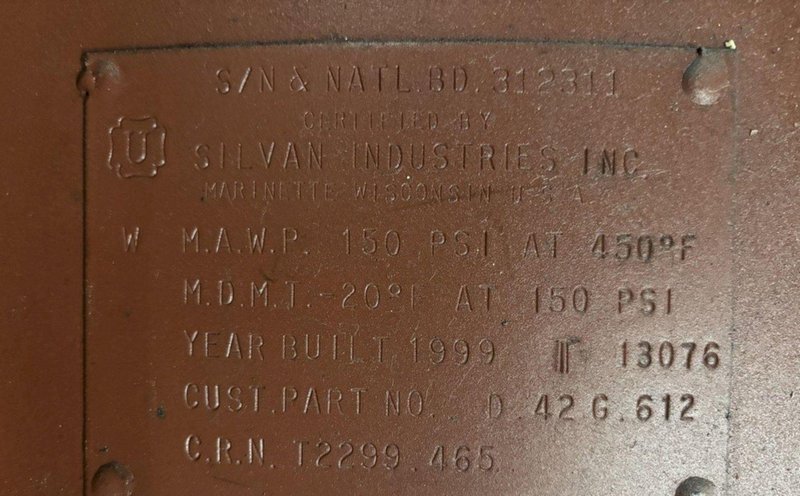 S/N & NATL.BD. 312311
CERTIFIED BY
U SILVAN INDUSTRIES INC.
MARINETTE WISCONSIN U S A
W M.A.W.P. 150 PSI AT 450°F
M.D.M.T. -20°F AT 150 PSI
YEAR BUILT 1999 13076
CUST.PART NO. D.42G.612
C.R.N. T2299.465